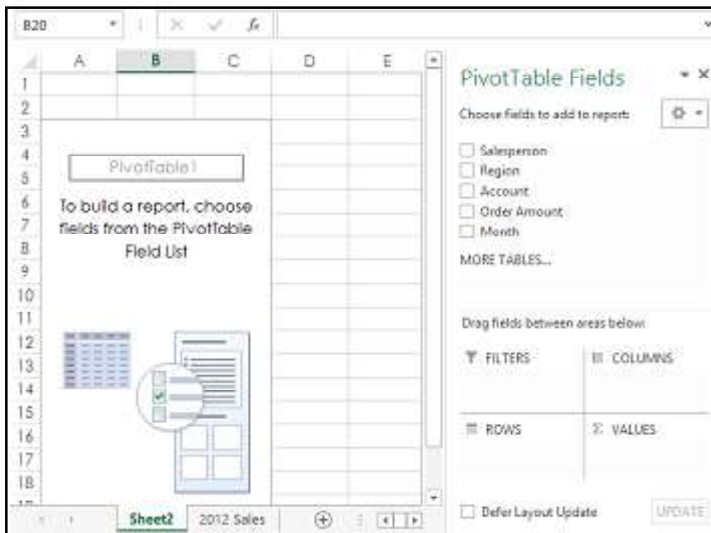 B20
fx
A B C D E
1
2
3
4
5
6
7
8
9
10
11
12
13
14
15
16
17
18
19
PivotTable1
To build a report, choose
fields from the PivotTable
Field List
Sheet2 2012 Sales
PivotTable Fields
Choose fields to add to report:
Salesperson
Region
Account
Order Amount
Month
MORE TABLES...
Drag fields between areas below:
FILTERS
COLUMNS
ROWS
Σ VALUES
Defer Layout Update
UPDATE